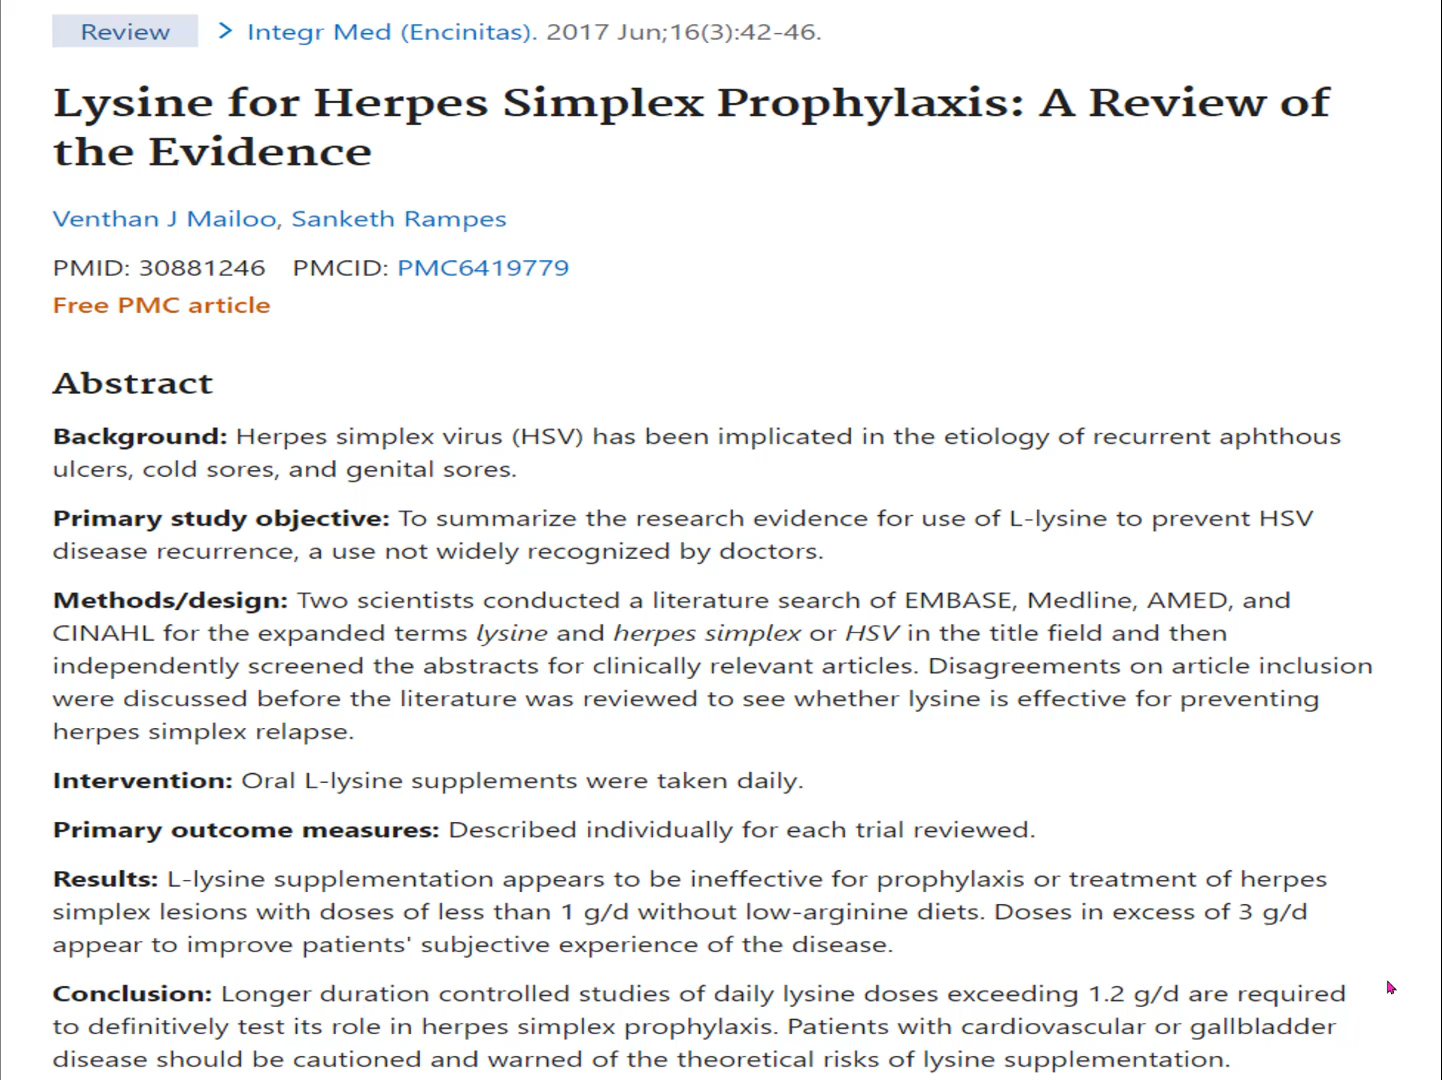 Review > Integr Med (Encinitas). 2017 Jun;16(3):42-46.
Lysine for Herpes Simplex Prophylaxis: A Review of
the Evidence
Venthan J Mailoo, Sanketh Rampes
PMID: 30881246 PMCID: PMC6419779
Free PMC article
Abstract
Background: Herpes simplex virus (HSV) has been implicated in the etiology of recurrent aphthous
ulcers, cold sores, and genital sores.
Primary study objective: To summarize the research evidence for use of L-lysine to prevent HSV
disease recurrence, a use not widely recognized by doctors.
Methods/design: Two scientists conducted a literature search of EMBASE, Medline, AMED, and
CINAHL for the expanded terms lysine and herpes simplex or HSV in the title field and then
independently screened the abstracts for clinically relevant articles. Disagreements on article inclusion
were discussed before the literature was reviewed to see whether lysine is effective for preventing
herpes simplex relapse.
Intervention: Oral L-lysine supplements were taken daily.
Primary outcome measures: Described individually for each trial reviewed.
Results: L-lysine supplementation appears to be ineffective for prophylaxis or treatment of herpes
simplex lesions with doses of less than 1 g/d without low-arginine diets. Doses in excess of 3 g/d
appear to improve patients' subjective experience of the disease.
Conclusion: Longer duration controlled studies of daily lysine doses exceeding 1.2 g/d are required
to definitively test its role in herpes simplex prophylaxis. Patients with cardiovascular or gallbladder
disease should be cautioned and warned of the theoretical risks of lysine supplementation.